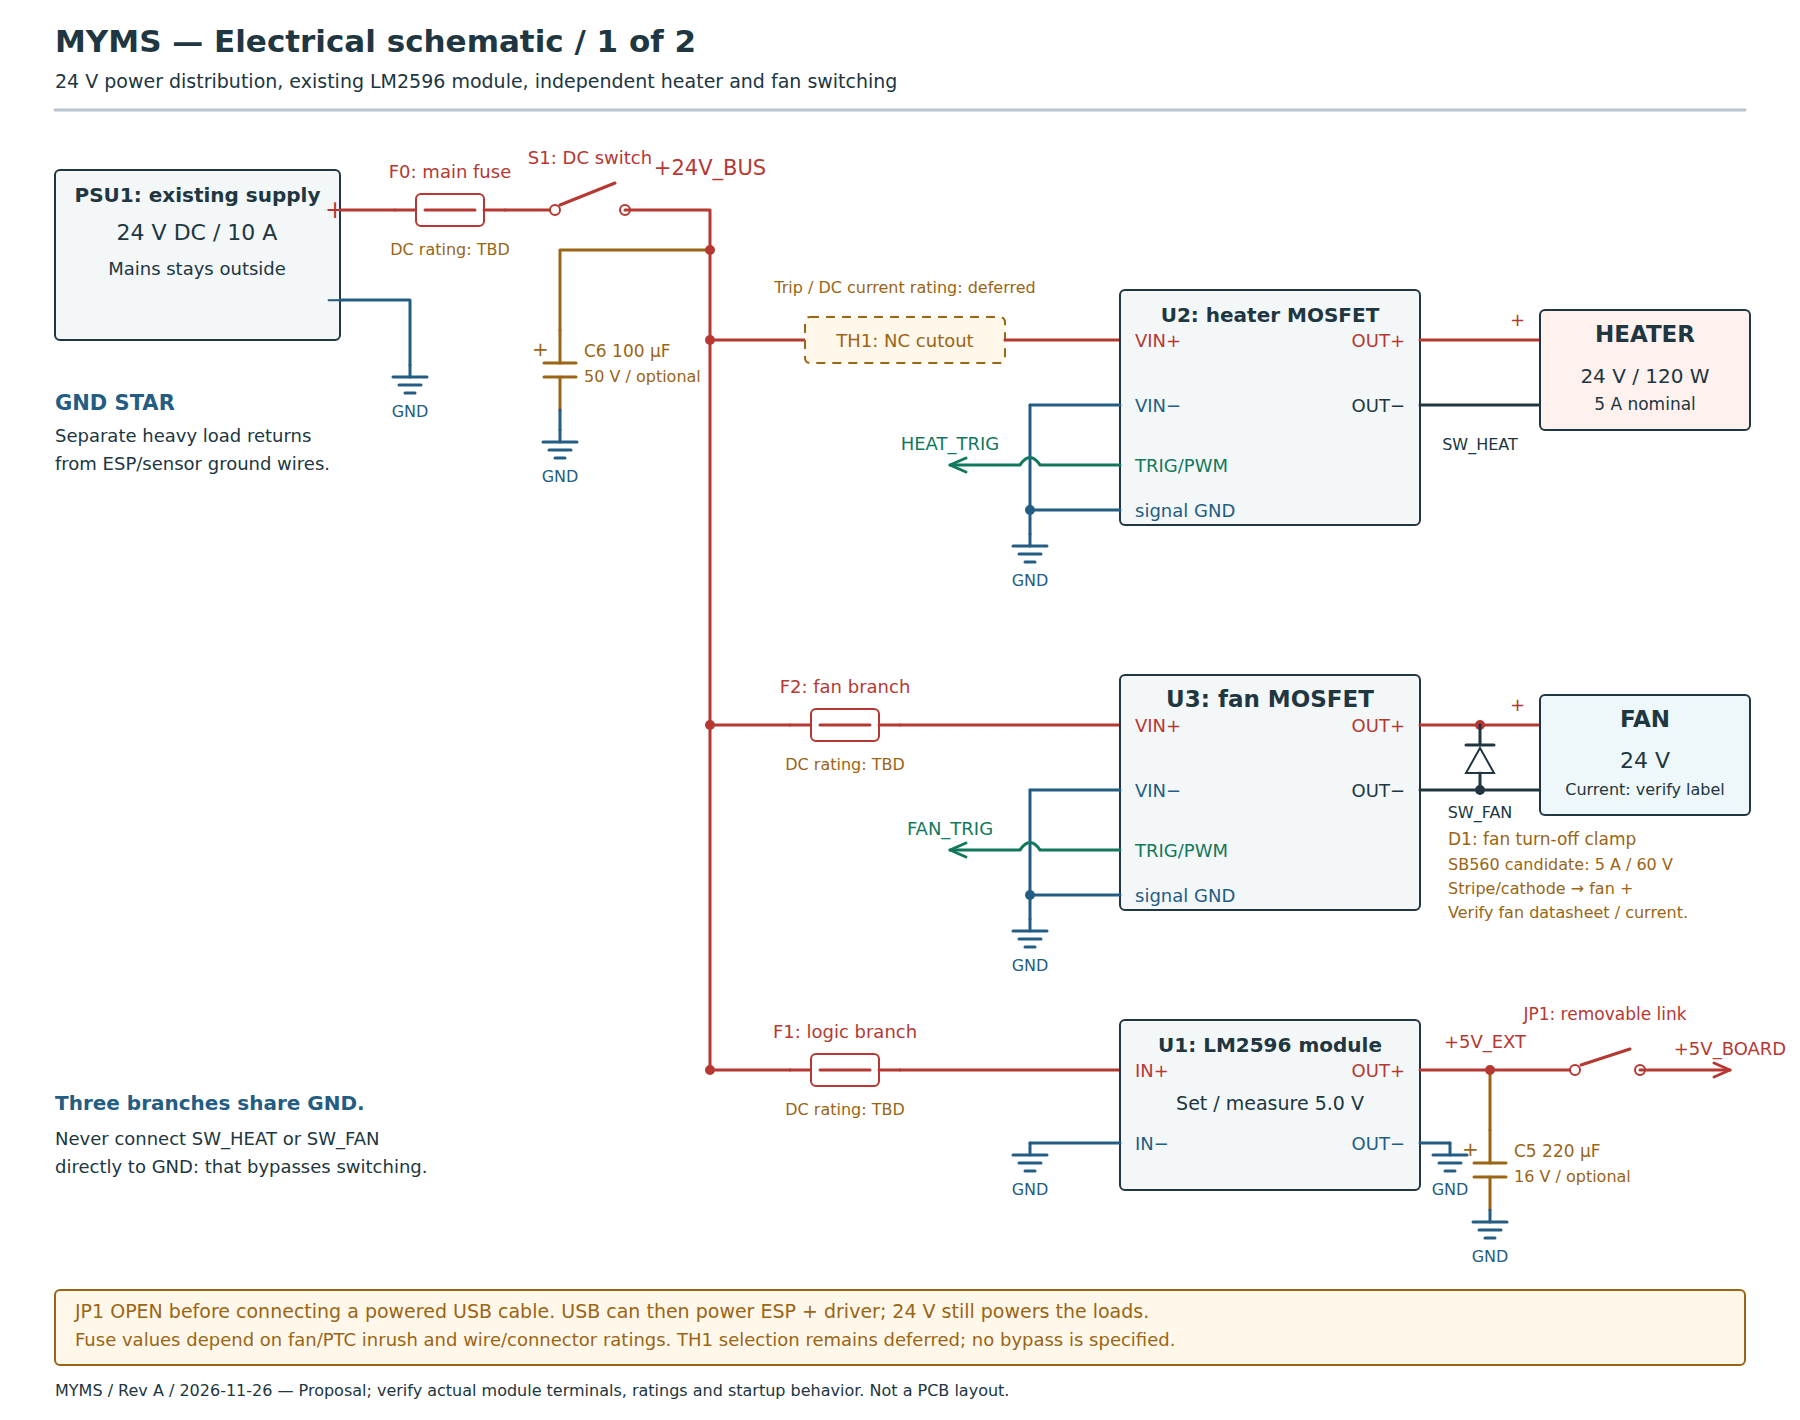 MYMS — Electrical schematic / 1 of 2
24 V power distribution, existing LM2596 module, independent heater and fan switching
PSU1: existing supply
24 V DC / 10 A
Mains stays outside
+
−
F0: main fuse
DC rating: TBD
S1: DC switch
+24V_BUS
GND
GND STAR
Separate heavy load returns
from ESP/sensor ground wires.
+
C6 100 µF
50 V / optional
GND
Trip / DC current rating: deferred
TH1: NC cutout
U2: heater MOSFET
VIN+
OUT+
VIN−
OUT−
TRIG/PWM
signal GND
HEAT_TRIG
GND
+
HEATER
24 V / 120 W
5 A nominal
SW_HEAT
F2: fan branch
DC rating: TBD
U3: fan MOSFET
VIN+
OUT+
VIN−
OUT−
TRIG/PWM
signal GND
FAN_TRIG
GND
+
FAN
24 V
Current: verify label
SW_FAN
D1: fan turn-off clamp
SB560 candidate: 5 A / 60 V
Stripe/cathode → fan +
Verify fan datasheet / current.
F1: logic branch
DC rating: TBD
U1: LM2596 module
IN+
OUT+
Set / measure 5.0 V
IN−
OUT−
GND
GND
JP1: removable link
+5V_EXT
+5V_BOARD
+
C5 220 µF
16 V / optional
GND
Three branches share GND.
Never connect SW_HEAT or SW_FAN
directly to GND: that bypasses switching.
JP1 OPEN before connecting a powered USB cable. USB can then power ESP + driver; 24 V still powers the loads.
Fuse values depend on fan/PTC inrush and wire/connector ratings. TH1 selection remains deferred; no bypass is specified.
MYMS / Rev A / 2026-11-26 — Proposal; verify actual module terminals, ratings and startup behavior. Not a PCB layout.